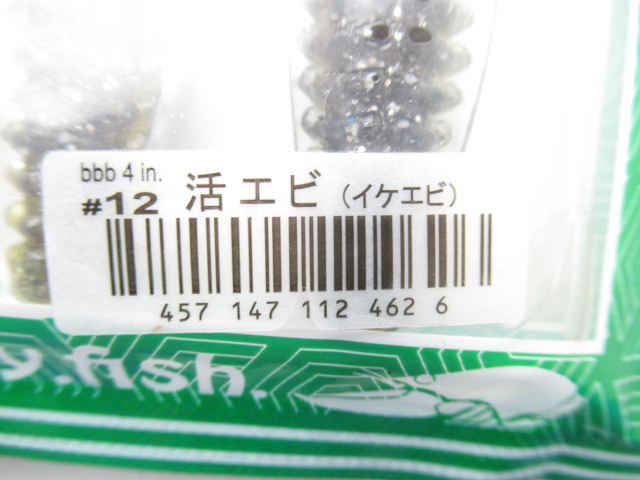 bbb 4 in.
#12 活エビ (イケエビ)
457 147 112 462 6
y.fish.